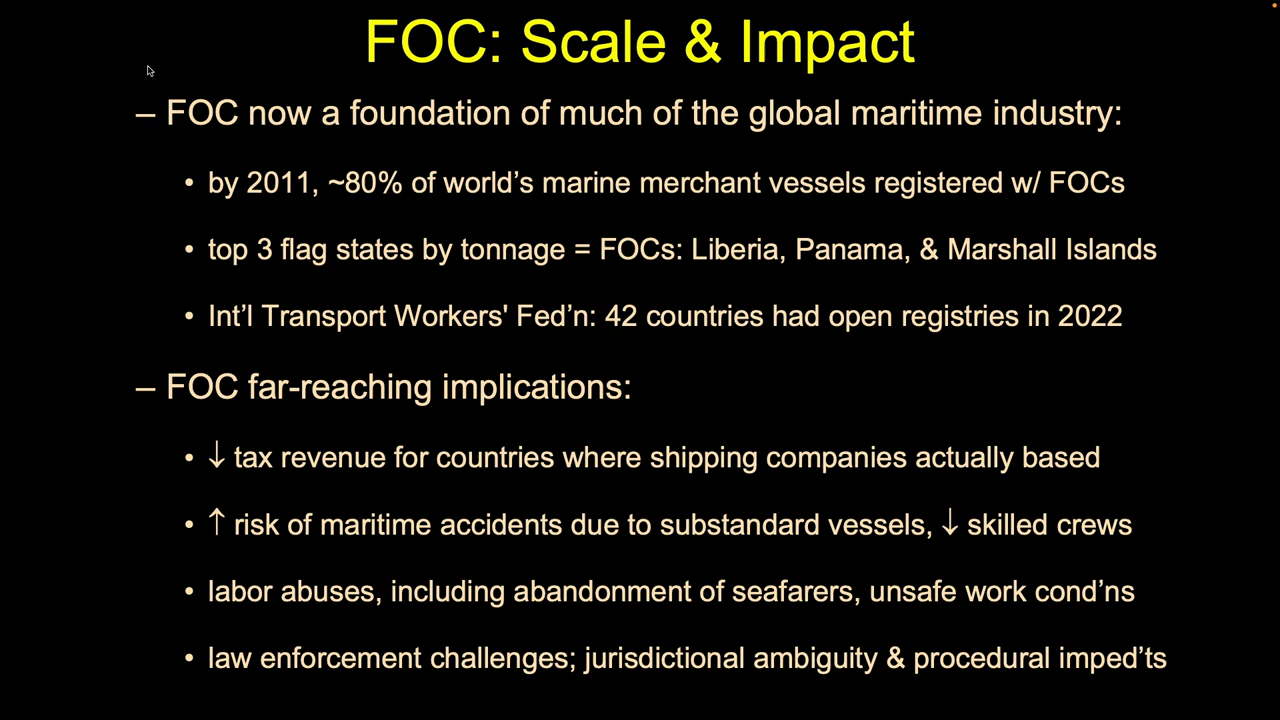 FOC: Scale & Impact
– FOC now a foundation of much of the global maritime industry:
• by 2011, ~80% of world’s marine merchant vessels registered w/ FOCs
• top 3 flag states by tonnage = FOCs: Liberia, Panama, & Marshall Islands
• Int’l Transport Workers' Fed’n: 42 countries had open registries in 2022
– FOC far-reaching implications:
• ↓ tax revenue for countries where shipping companies actually based
• ↑ risk of maritime accidents due to substandard vessels, ↓ skilled crews
• labor abuses, including abandonment of seafarers, unsafe work cond’ns
• law enforcement challenges; jurisdictional ambiguity & procedural imped’ts